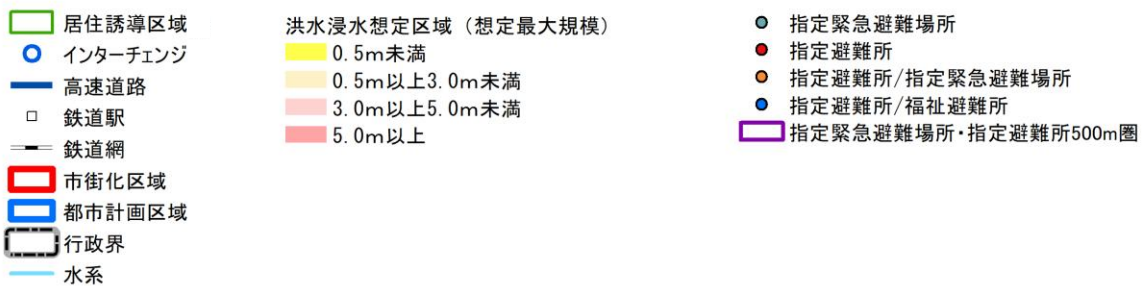 居住誘導区域
インターチェンジ
高速道路
鉄道駅
鉄道網
市街化区域
都市計画区域
行政界
水系
洪水浸水想定区域（想定最大規模）
0.5m未満
0.5m以上3.0m未満
3.0m以上5.0m未満
5.0m以上
指定緊急避難場所
指定避難所
指定避難所/指定緊急避難場所
指定避難所/福祉避難所
指定緊急避難場所・指定避難所500m圏